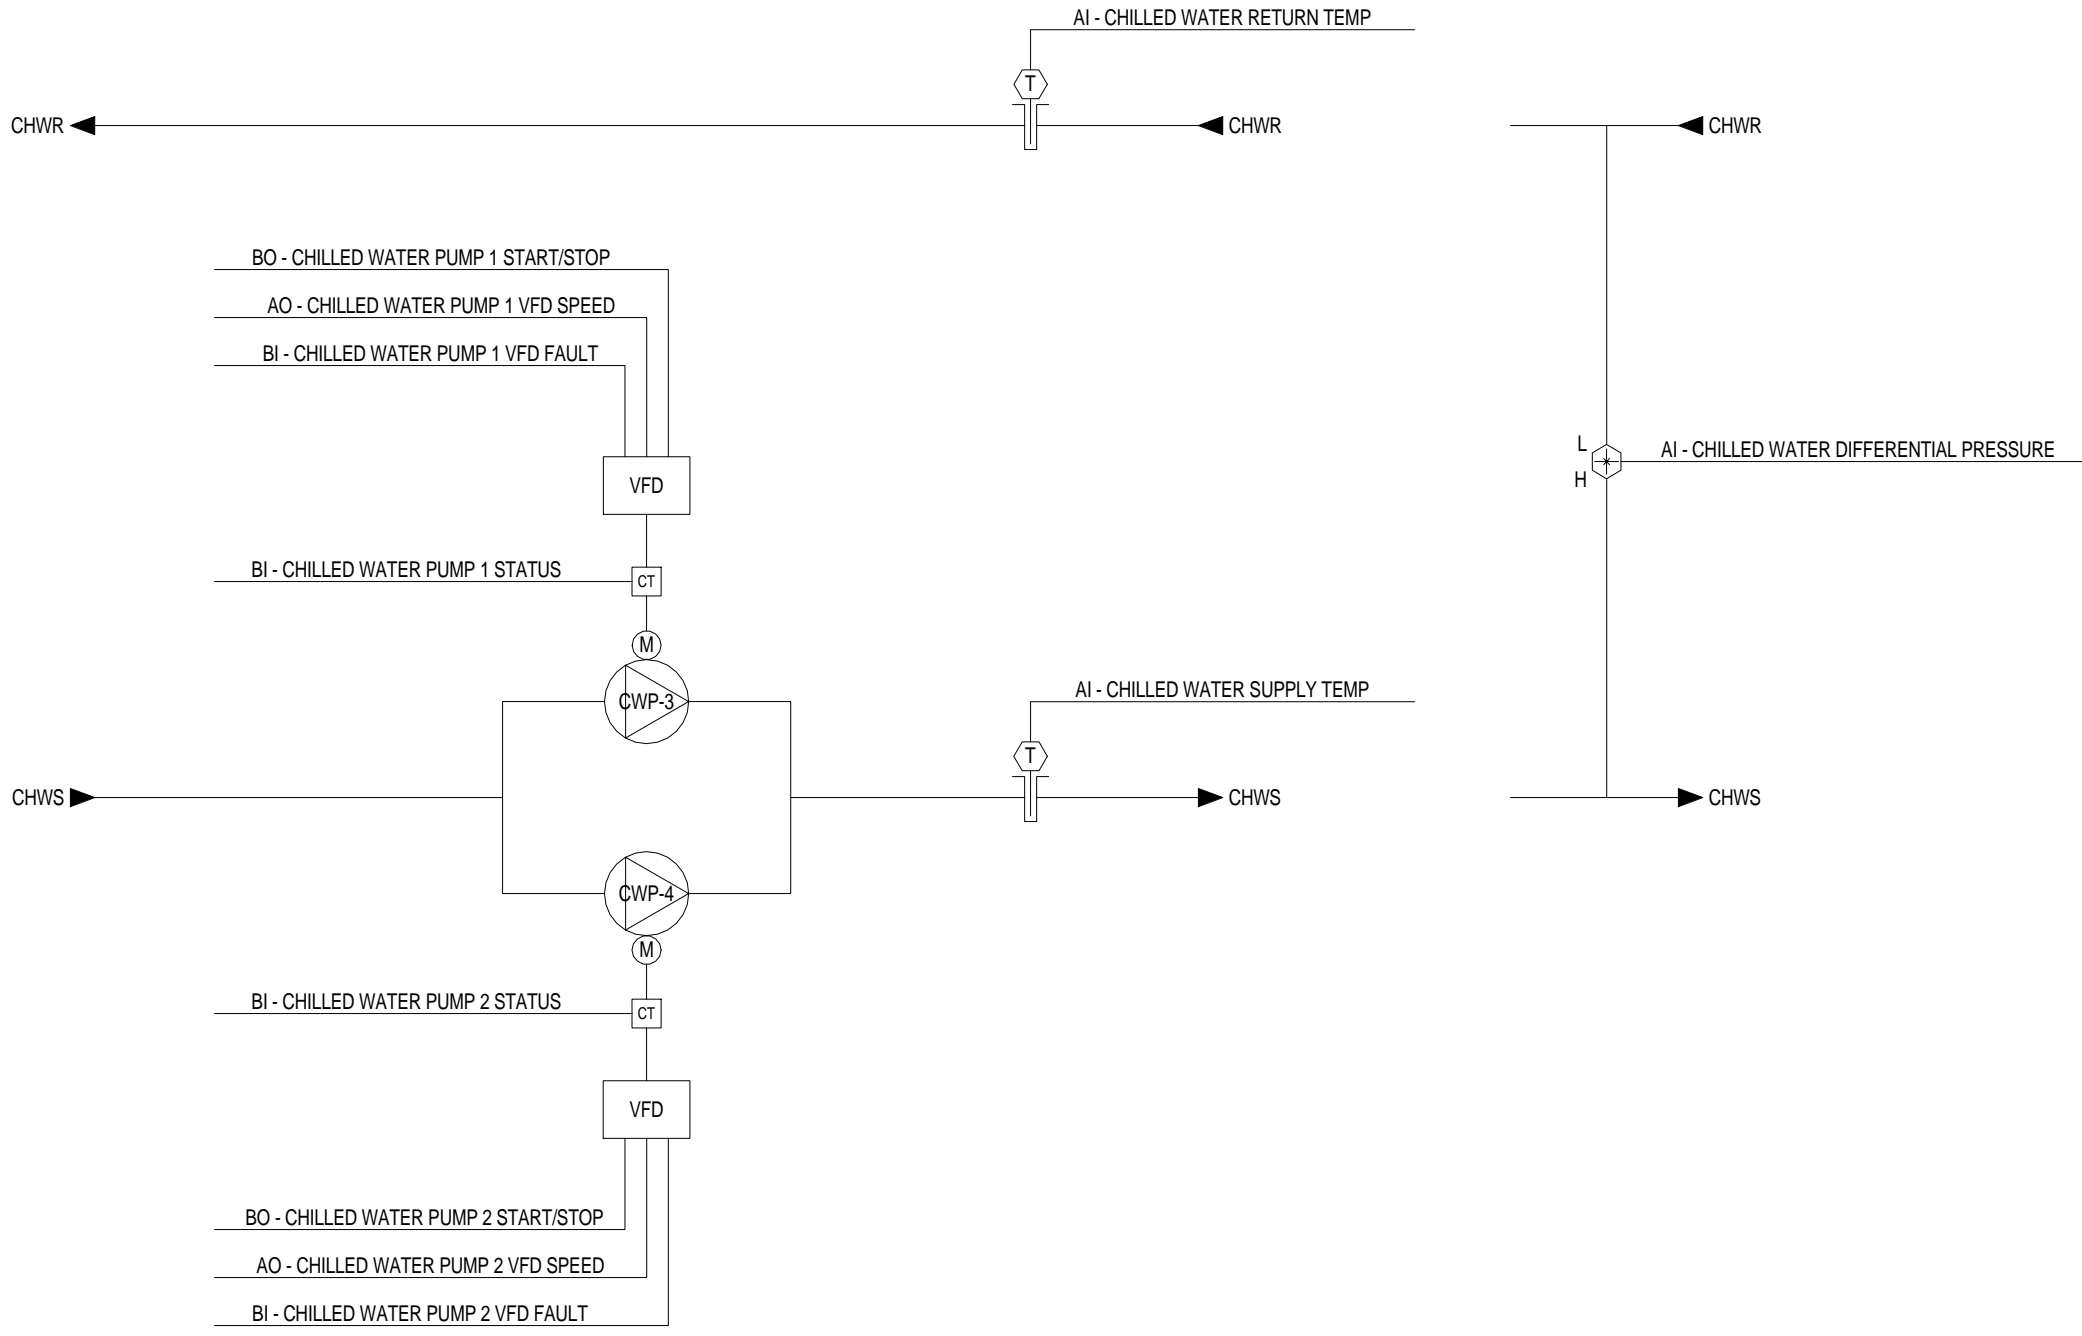 AI - CHILLED WATER RETURN TEMP
T
CHWR
CHWR
CHWR
BO - CHILLED WATER PUMP 1 START/STOP
AO - CHILLED WATER PUMP 1 VFD SPEED
BI - CHILLED WATER PUMP 1 VFD FAULT
L
AI - CHILLED WATER DIFFERENTIAL PRESSURE
H
VFD
BI - CHILLED WATER PUMP 1 STATUS
CT
M
CWP-3
AI - CHILLED WATER SUPPLY TEMP
T
CHWS
CHWS
CHWS
CWP-4
M
BI - CHILLED WATER PUMP 2 STATUS
CT
VFD
BO - CHILLED WATER PUMP 2 START/STOP
AO - CHILLED WATER PUMP 2 VFD SPEED
BI - CHILLED WATER PUMP 2 VFD FAULT